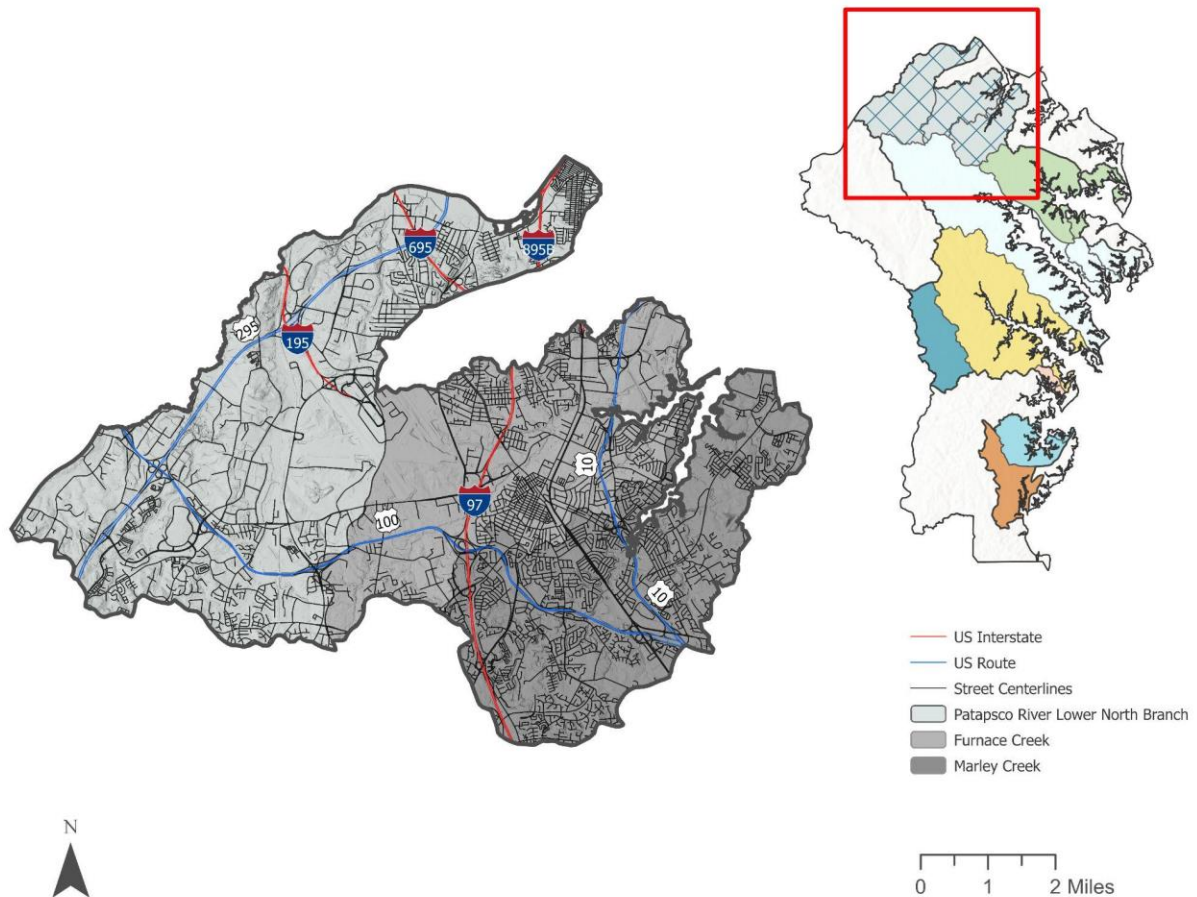 695
895B
295
195
10
97
100
10
US Interstate
US Route
Street Centerlines
Patapsco River Lower North Branch
Furnace Creek
Marley Creek
N
0 1 2 Miles